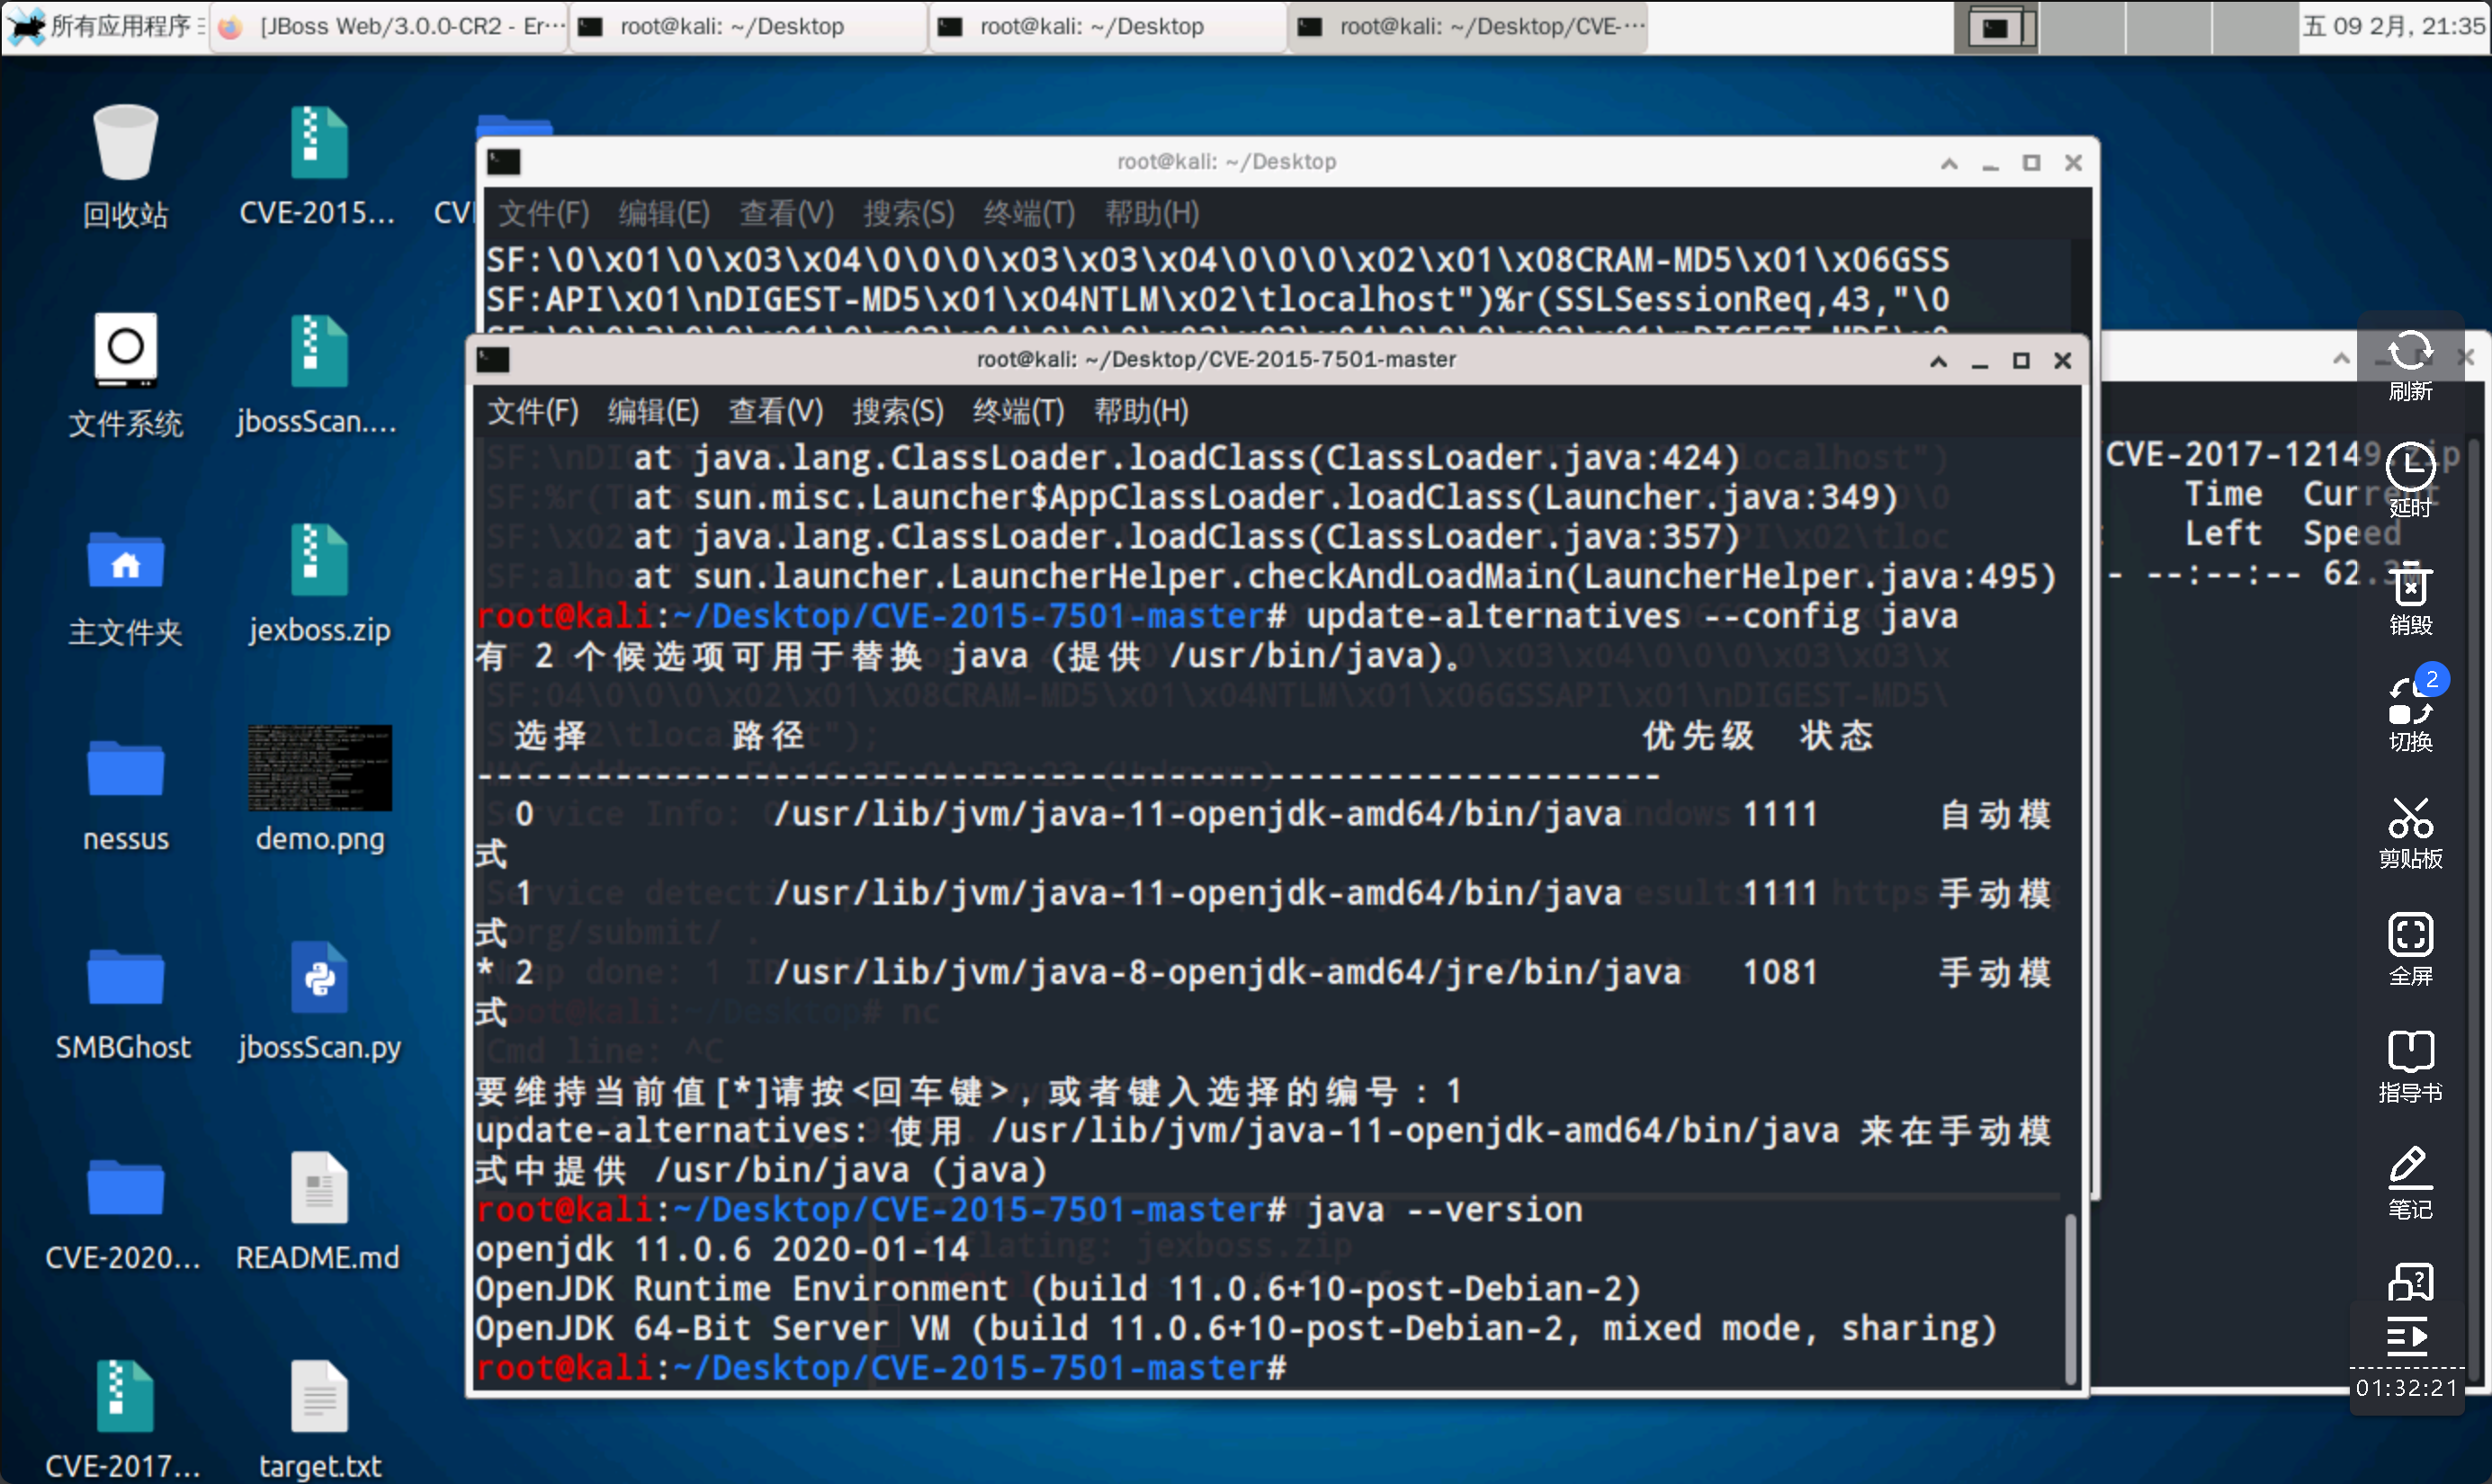 所有应用程序
[JBoss Web/3.0.0-CR2 - Er···
root@kali: ~/Desktop
root@kali: ~/Desktop
root@kali: ~/Desktop/CVE-···
五 09 2月, 21:35
回收站
CVE-2015...
文件系统
jbossScan....
主文件夹
jexboss.zip
nessus
demo.png
SMBGhost
jbossScan.py
CVE-2020...
README.md
CVE-2017...
target.txt
root@kali: ~/Desktop
文件(F) 编辑(E) 查看(V) 搜索(S) 终端(T) 帮助(H)
SF:\0\x01\0\x03\x04\0\0\0\x03\x03\x04\0\0\0\x02\x01\x08CRAM-MD5\x01\x06GSS
SF:API\x01\nDIGEST-MD5\x01\x04NTLM\x02\tlocalhost")%r(SSLSessionReq,43,"\0
root@kali: ~/Desktop/CVE-2015-7501-master
文件(F) 编辑(E) 查看(V) 搜索(S) 终端(T) 帮助(H)
at java.lang.ClassLoader.loadClass(ClassLoader.java:424)
at sun.misc.Launcher$AppClassLoader.loadClass(Launcher.java:349)
at java.lang.ClassLoader.loadClass(ClassLoader.java:357)
at sun.launcher.LauncherHelper.checkAndLoadMain(LauncherHelper.java:495)
root@kali:~/Desktop/CVE-2015-7501-master# update-alternatives --config java
有 2 个候选项可用于替换 java (提供 /usr/bin/java)。
选择 路径 优先级 状态
------------------------------------------------------------
0 /usr/lib/jvm/java-11-openjdk-amd64/bin/java 1111 自动模
式
1 /usr/lib/jvm/java-11-openjdk-amd64/bin/java 1111 手动模
式
* 2 /usr/lib/jvm/java-8-openjdk-amd64/jre/bin/java 1081 手动模
式
要维持当前值[*]请按<回车键>，或者键入选择的编号：1
update-alternatives: 使用 /usr/lib/jvm/java-11-openjdk-amd64/bin/java 来在手动模
式中提供 /usr/bin/java (java)
root@kali:~/Desktop/CVE-2015-7501-master# java --version
openjdk 11.0.6 2020-01-14
OpenJDK Runtime Environment (build 11.0.6+10-post-Debian-2)
OpenJDK 64-Bit Server VM (build 11.0.6+10-post-Debian-2, mixed mode, sharing)
root@kali:~/Desktop/CVE-2015-7501-master#
CVE-2017-12149.zip
Time Current
Left Speed
- --:--:-- 62.3M
刷新
延时
销毁
2
切换
剪贴板
全屏
指导书
笔记
01:32:21